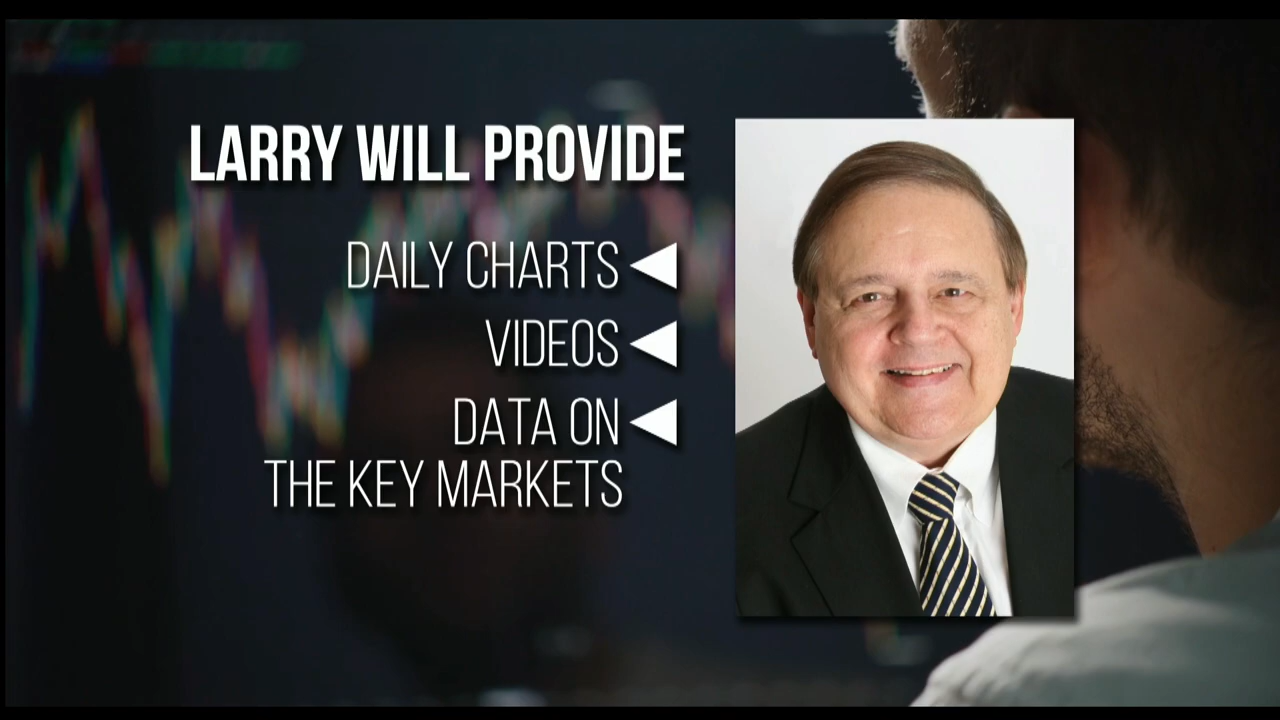 LARRY WILL PROVIDE
DAILY CHARTS
VIDEOS
DATA ON
THE KEY MARKETS